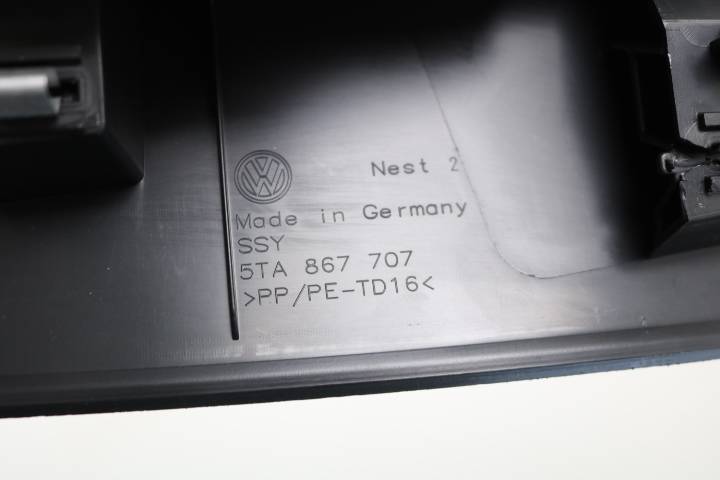 Nest 2
Made in Germany
SSY
5TA 867 707
>PP/PE-TD16<